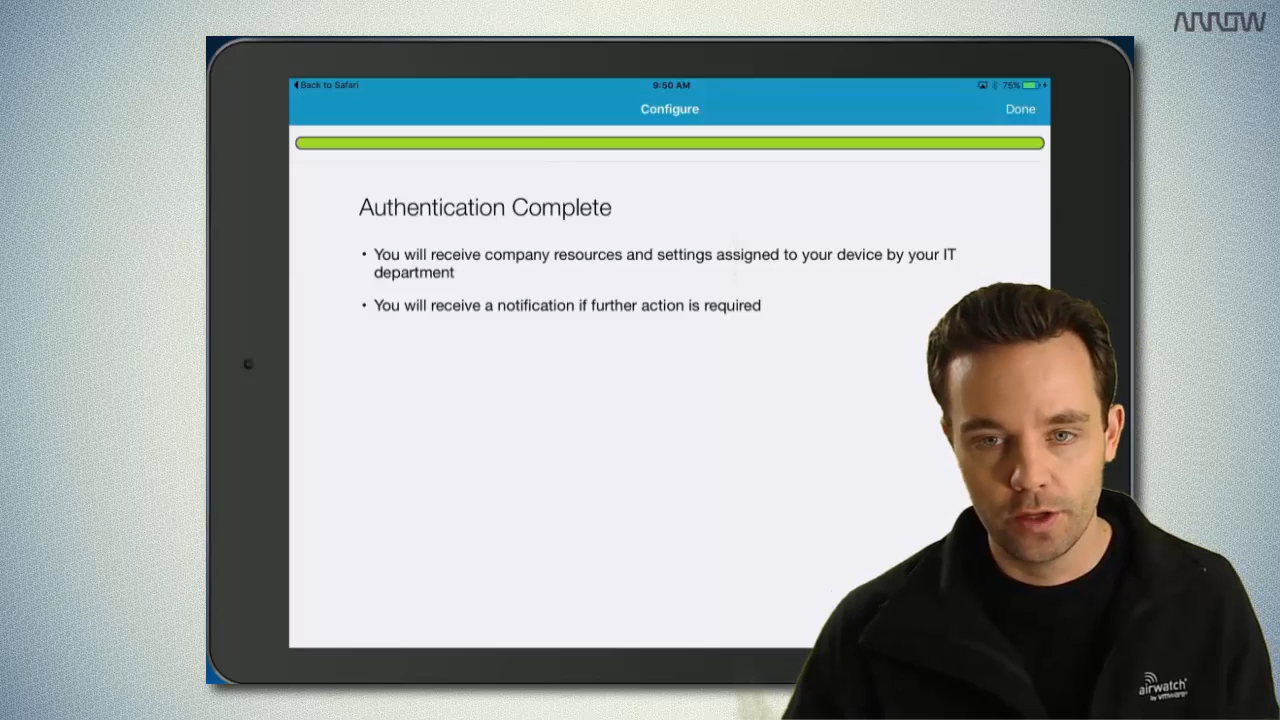 ARROW
Back to Safari
9:50 AM
75%
Configure
Done
Authentication Complete
• You will receive company resources and settings assigned to your device by your IT
department
• You will receive a notification if further action is required
airwatch
by vmware